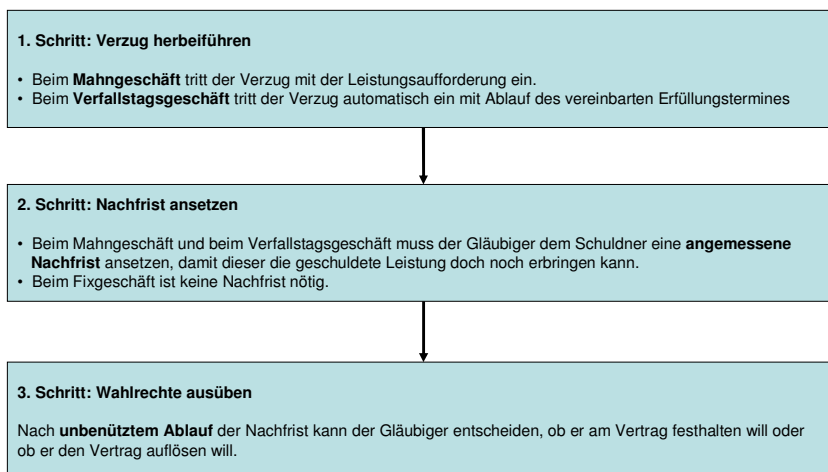 1. Schritt: Verzug herbeiführen
• Beim Mahngeschäft tritt der Verzug mit der Leistungsaufforderung ein.
• Beim Verfallstagsgeschäft tritt der Verzug automatisch ein mit Ablauf des vereinbarten Erfüllungstermines
2. Schritt: Nachfrist ansetzen
• Beim Mahngeschäft und beim Verfallstagsgeschäft muss der Gläubiger dem Schuldner eine angemessene
Nachfrist ansetzen, damit dieser die geschuldete Leistung doch noch erbringen kann.
• Beim Fixgeschäft ist keine Nachfrist nötig.
3. Schritt: Wahlrechte ausüben
Nach unbenütztem Ablauf der Nachfrist kann der Gläubiger entscheiden, ob er am Vertrag festhalten will oder
ob er den Vertrag auflösen will.